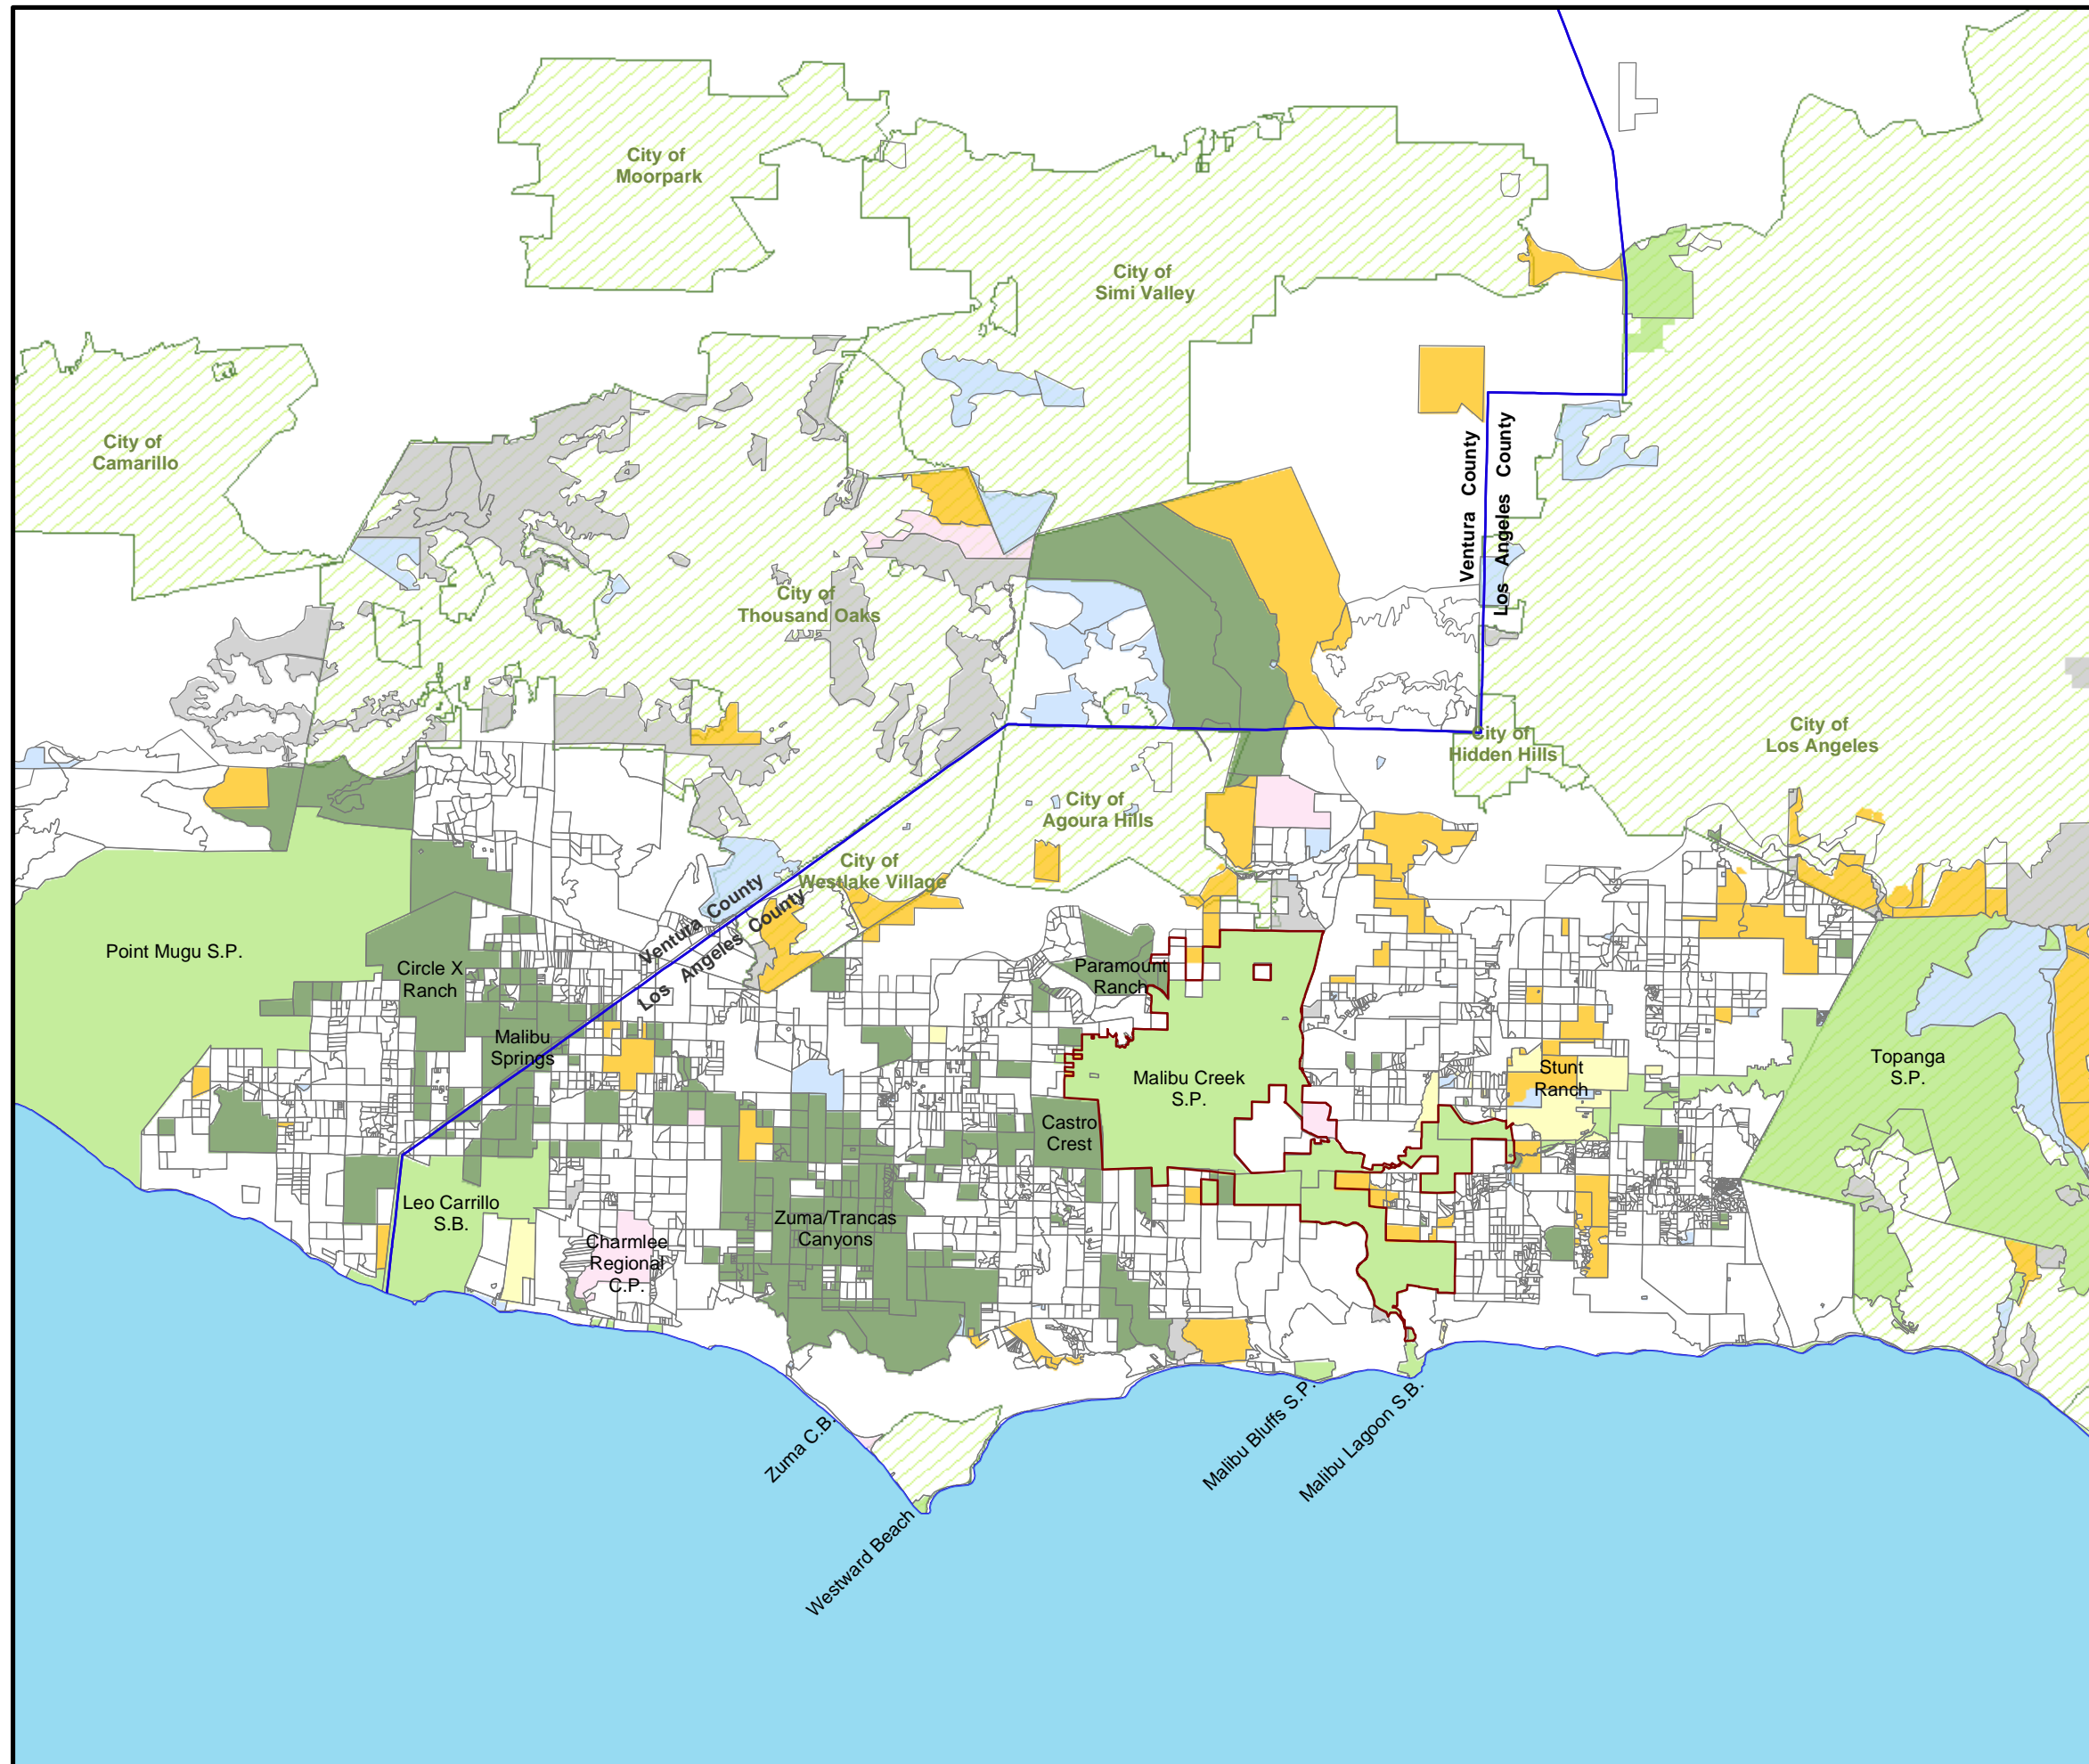 City of
Moorpark
City of
Simi Valley
City of
Camarillo
Ventura County
Los Angeles County
City of
Thousand Oaks
City of
Hidden Hills
City of
Los Angeles
City of
Agoura Hills
City of
Westlake Village
Ventura County
Los Angeles County
Point Mugu S.P.
Circle X
Ranch
Paramount
Ranch
Malibu
Springs
Malibu Creek
S.P.
Stunt
Ranch
Topanga
S.P.
Castro
Crest
Leo Carrillo
S.B.
Zuma/Trancas
Canyons
Charmlee
Regional
C.P.
Zuma C.B.
Westward Beach
Malibu Bluffs S.P.
Malibu Lagoon S.B.